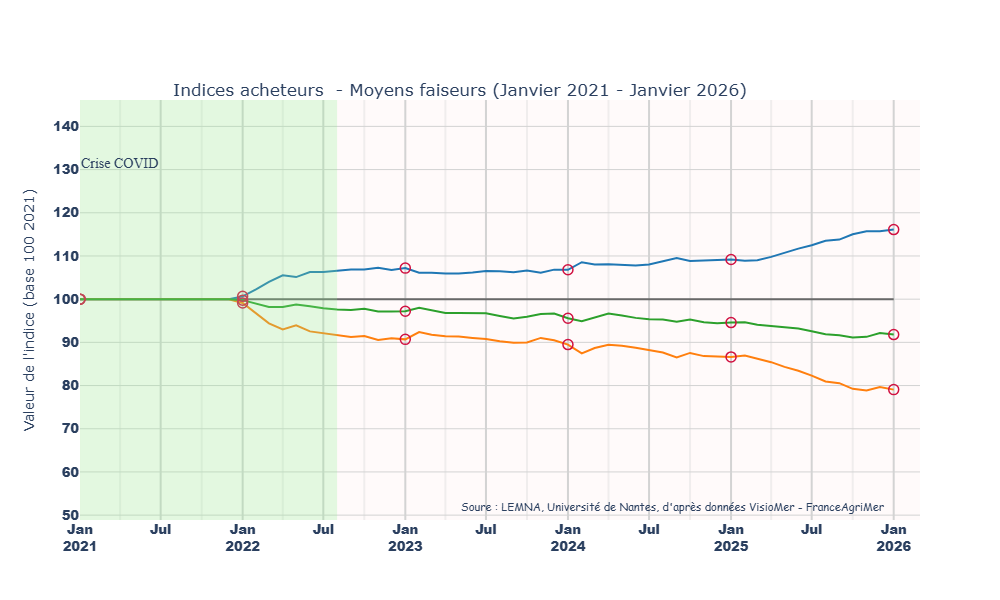 Indices acheteurs  - Moyens faiseurs (Janvier 2021 - Janvier 2026)
Valeur de l'indice (base 100 2021)
140
130
120
110
100
90
80
70
60
50
Crise COVID
Soure : LEMNA, Université de Nantes, d'après données VisioMer - FranceAgriMer
Jan Jul Jan Jul Jan Jul Jan Jul Jan Jul Jan
2021 2022 2023 2024 2025 2026